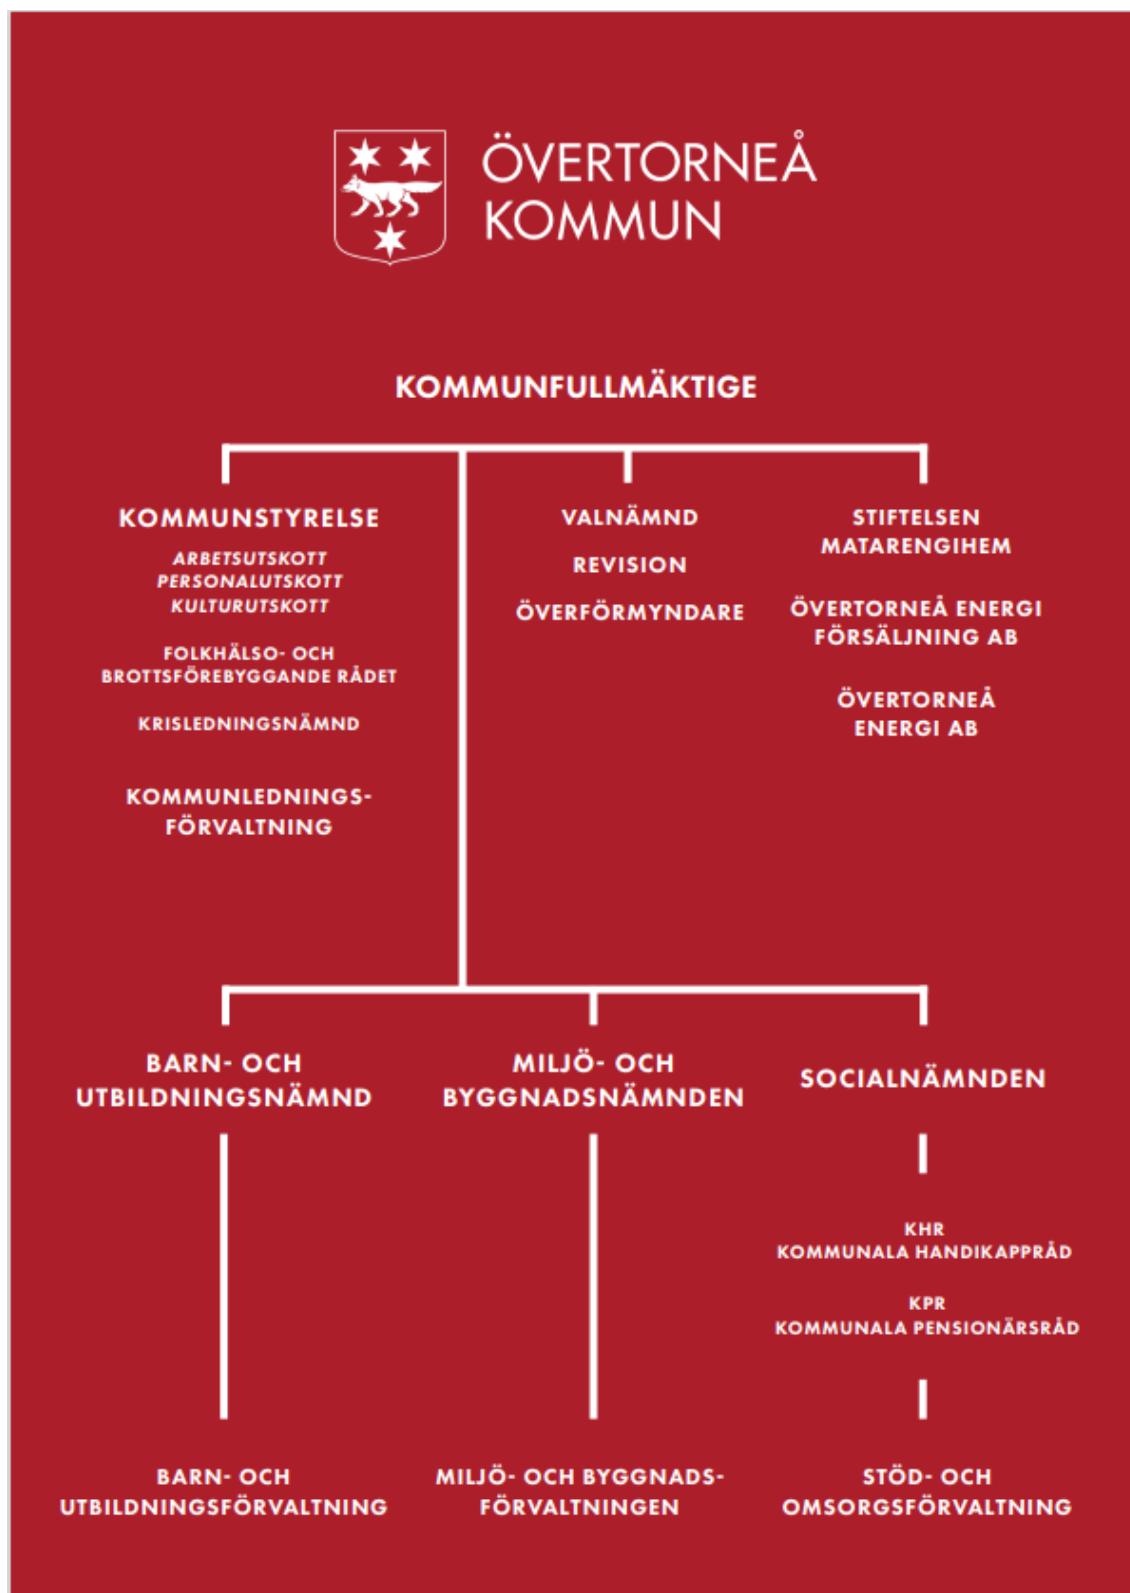 ÖVERTORNEÅ
KOMMUN
KOMMUNFULLMÄKTIGE
KOMMUNSTYRELSE
ARBETSUTSKOTT
PERSONALUTSKOTT
KULTURUTSKOTT
FOLKHÄLSO- OCH
BROTTSFÖREBYGGANDE RÅDET
KRISLEDNINGSNÄMND
KOMMUNLEDNINGS-
FÖRVALTNING
VALNÄMND
REVISION
ÖVERFÖRMYNDARE
STIFTELSEN
MATARENGIHEM
ÖVERTORNEÅ ENERGI
FÖRSÄLJNING AB
ÖVERTORNEÅ
ENERGI AB
BARN- OCH
UTBILDNINGSNÄMND
MILJÖ- OCH
BYGGNADSNÄMNDEN
SOCIALNÄMNDEN
KHR
KOMMUNALA HANDIKAPPRÅD
KPR
KOMMUNALA PENSIONÄRSRÅD
BARN- OCH
UTBILDNINGSFÖRVALTNING
MILJÖ- OCH BYGGNADS-
FÖRVALTNINGEN
STÖD- OCH
OMSORGSFÖRVALTNING